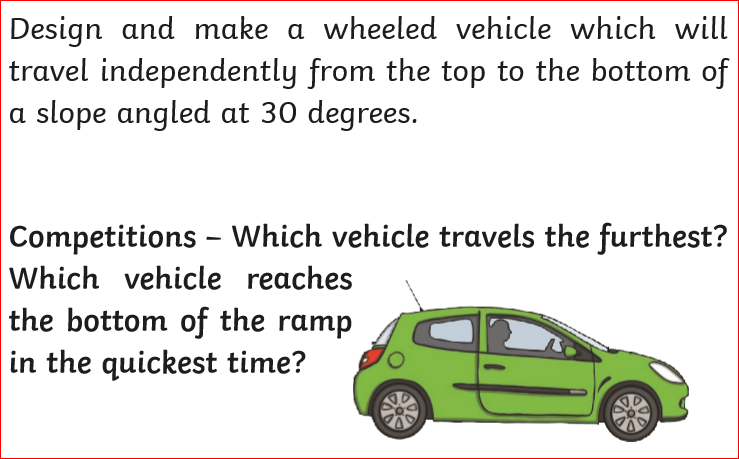 Design and make a wheeled vehicle which will
travel independently from the top to the bottom of
a slope angled at 30 degrees.
Competitions – Which vehicle travels the furthest?
Which vehicle reaches
the bottom of the ramp
in the quickest time?